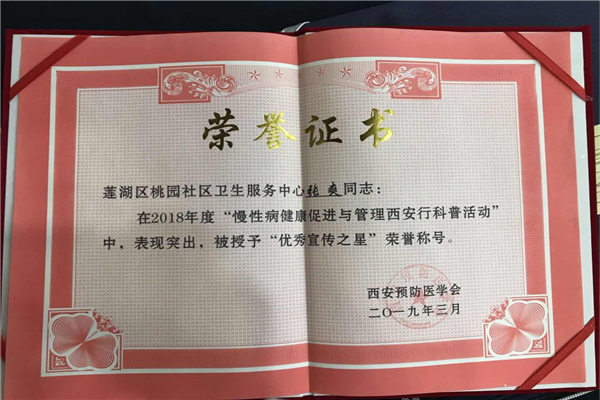 荣誉证书
莲湖区桃园社区卫生服务中心张爽同志：
在2018年度“慢性病健康促进与管理西安行科普活动”
中，表现突出，被授予“优秀宣传之星”荣誉称号。
西安预防医学会
二〇一九年三月